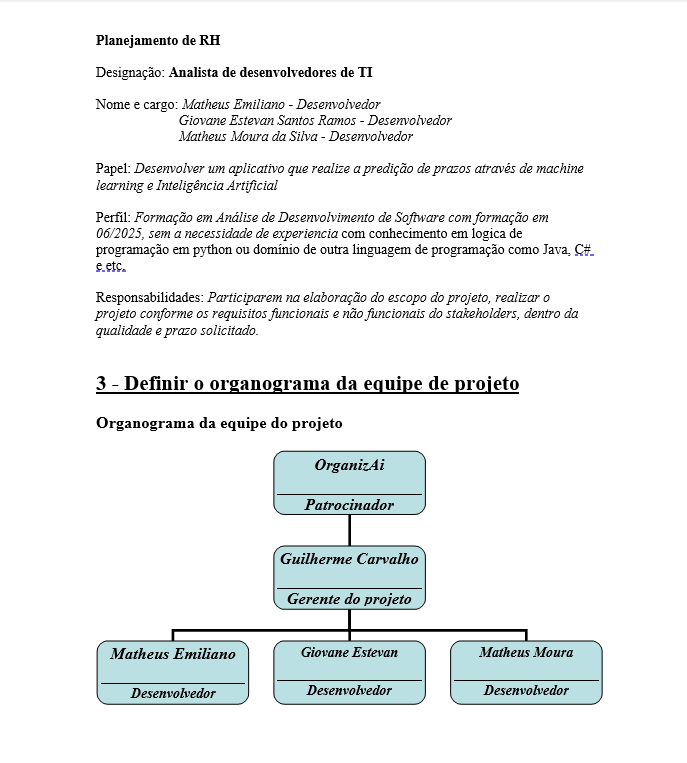 Planejamento de RH
Designação: Analista de desenvolvedores de TI
Nome e cargo: Matheus Emiliano - Desenvolvedor
Giovane Estevan Santos Ramos - Desenvolvedor
Matheus Moura da Silva - Desenvolvedor
Papel: Desenvolver um aplicativo que realize a predição de prazos através de machine
learning e Inteligência Artificial
Perfil: Formação em Análise de Desenvolvimento de Software com formação em
06/2025, sem a necessidade de experiencia com conhecimento em logica de
programação em python ou domínio de outra linguagem de programação como Java, C#
e etc.
Responsabilidades: Participarem na elaboração do escopo do projeto, realizar o
projeto conforme os requisitos funcionais e não funcionais do stakeholders, dentro da
qualidade e prazo solicitado.
3 - Definir o organograma da equipe de projeto
Organograma da equipe do projeto
OrganizAi
Patrocinador
Guilherme Carvalho
Gerente do projeto
Matheus Emiliano
Desenvolvedor
Giovane Estevan
Desenvolvedor
Matheus Moura
Desenvolvedor